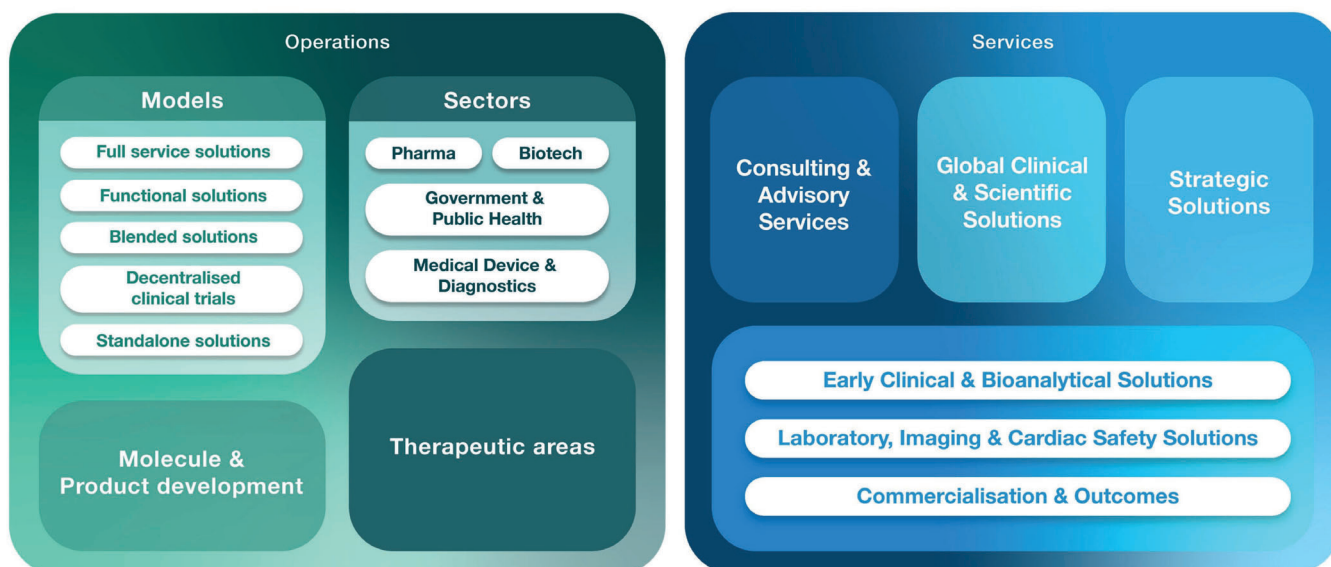 Operations
Models
Full service solutions
Functional solutions
Blended solutions
Decentralised
clinical trials
Standalone solutions
Sectors
Pharma
Biotech
Government &
Public Health
Medical Device &
Diagnostics
Molecule &
Product development
Therapeutic areas
Services
Consulting &
Advisory
Services
Global Clinical
& Scientific
Solutions
Strategic
Solutions
Early Clinical & Bioanalytical Solutions
Laboratory, Imaging & Cardiac Safety Solutions
Commercialisation & Outcomes